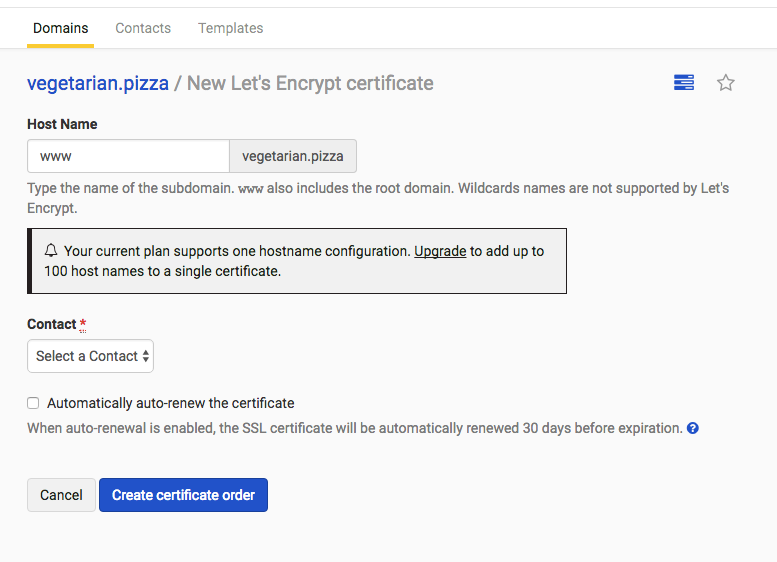 Domains Contacts Templates
vegetarian.pizza / New Let's Encrypt certificate
Host Name
www vegetarian.pizza
Type the name of the subdomain. www also includes the root domain. Wildcards names are not supported by Let's
Encrypt.
Your current plan supports one hostname configuration. Upgrade to add up to
100 host names to a single certificate.
Contact *
Select a Contact
Automatically auto-renew the certificate
When auto-renewal is enabled, the SSL certificate will be automatically renewed 30 days before expiration. ?
Cancel Create certificate order